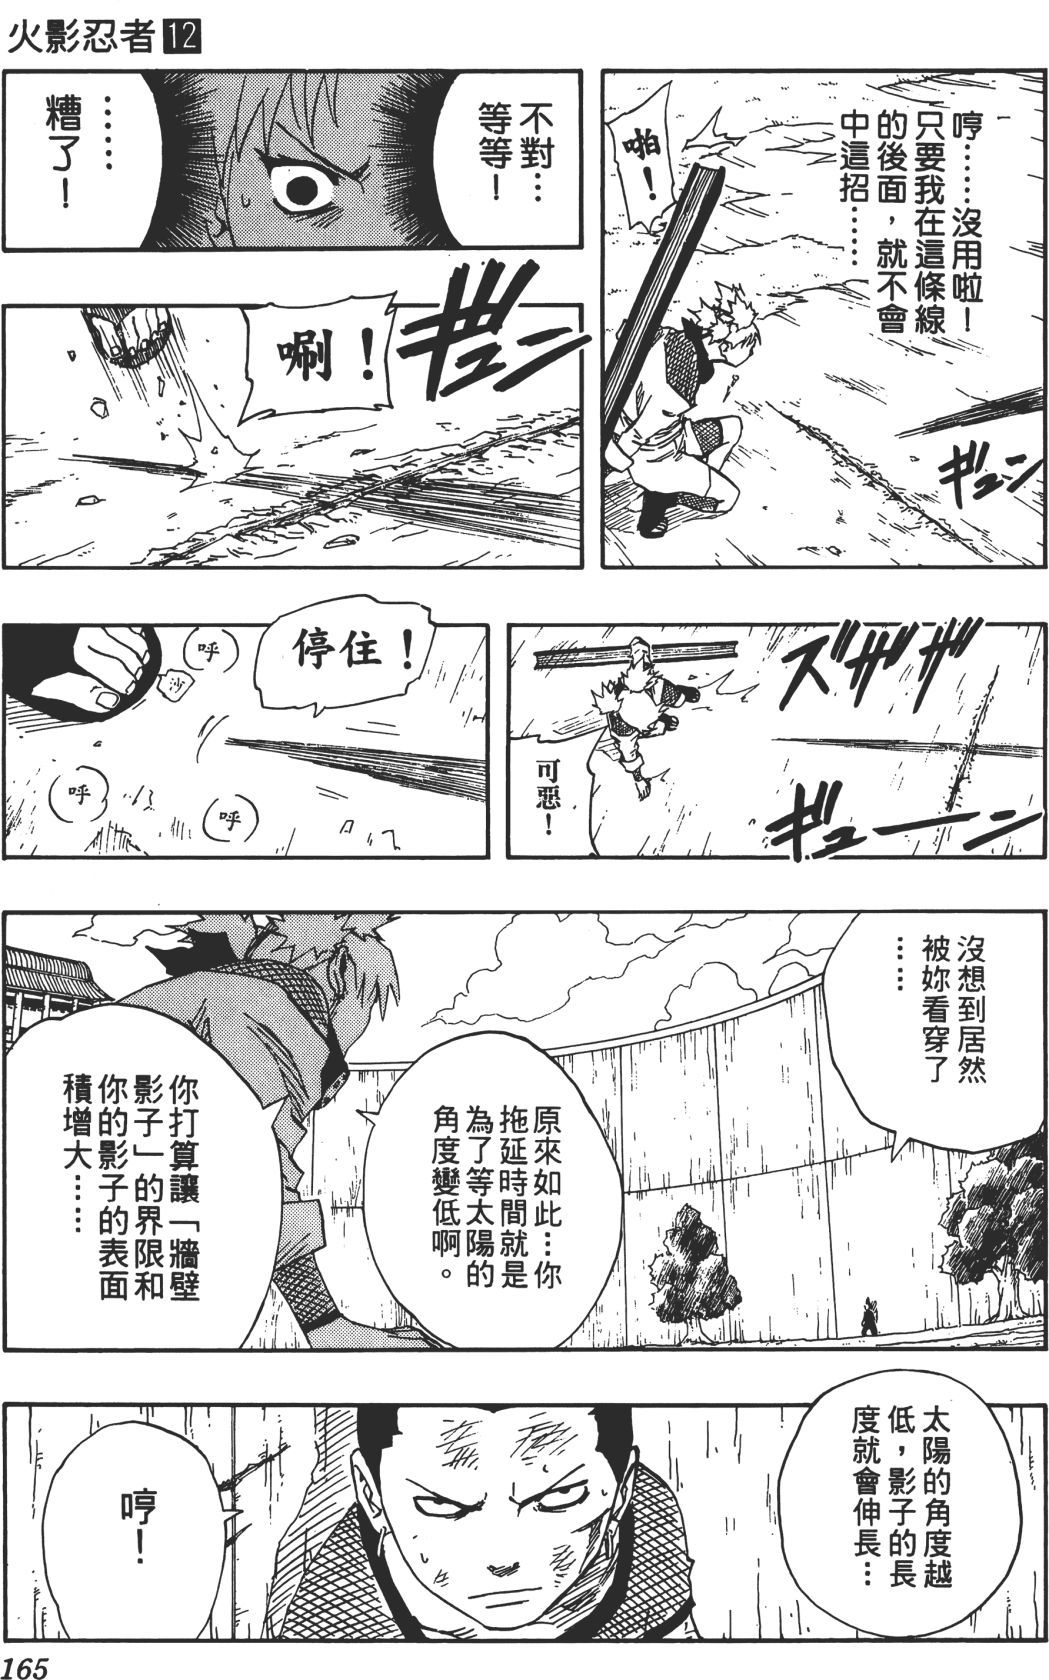 火影忍者12
哼……沒用啦！
只要我在這條線
的後面，就不會
中這招……
啪！
ギュン
不對…
等等！
……
糟了！
ギュン
唰！
ズザザザ
ギューーン
可惡！
停住！
沙
呼
呼
呼
沒想到居然
被妳看穿了
……
原來如此…你
拖延時間就是
為了等太陽的
角度變低啊。
你打算讓「牆壁
影子」的界限和
你的影子的表面
積增大……
太陽的角度越
低，影子的長
度就會伸長…
哼！
165